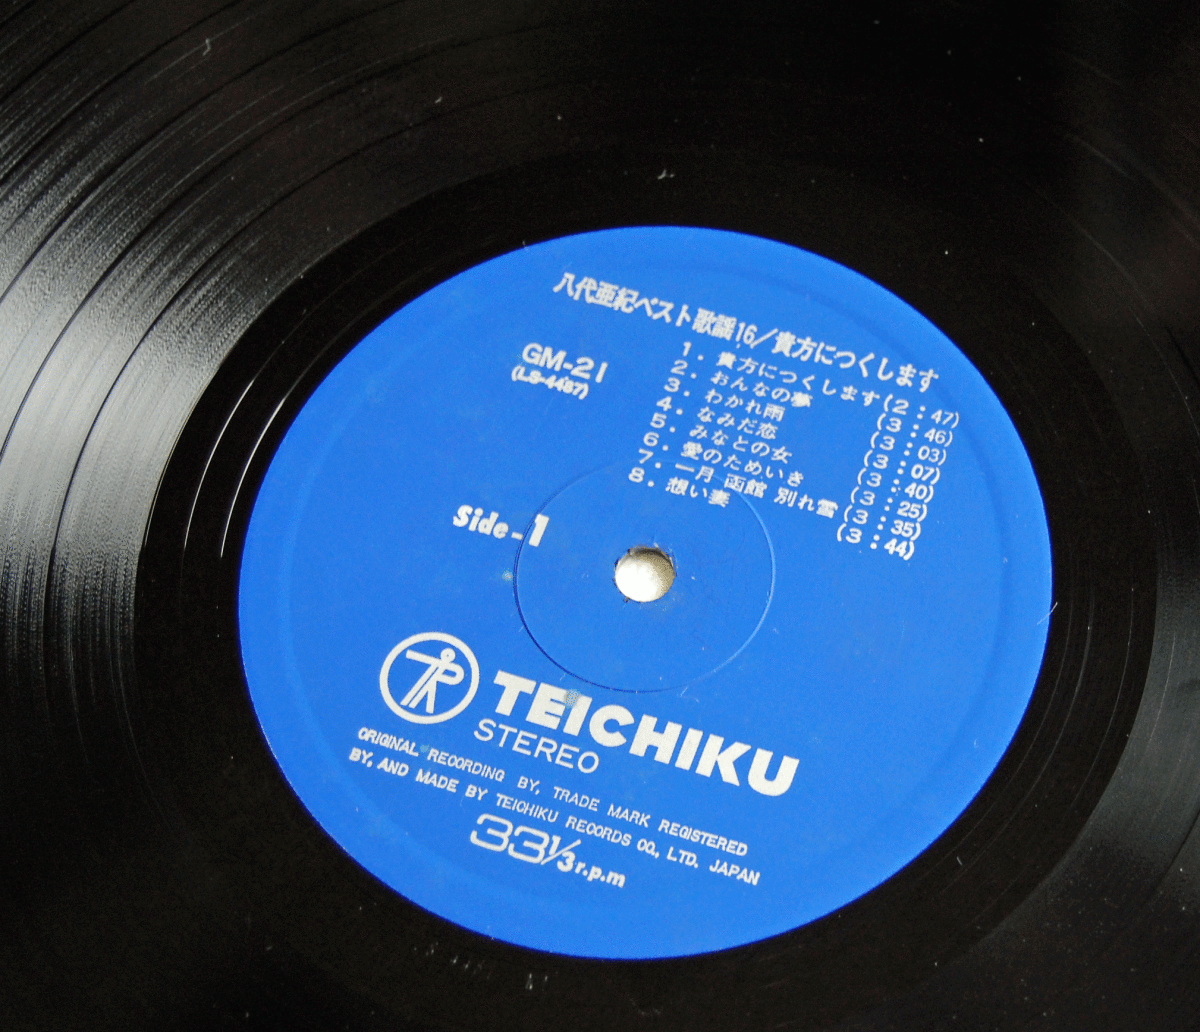 八代亜紀ベスト歌謡16/貴方につくします
GM-21
(LS-4487)
1. 貴方につくします (2:47)
2. おんなの夢 (3:46)
3. わかれ雨 (3:03)
4. なみだ恋 (3:07)
5. みなとの女 (3:40)
6. 愛のためいき (3:25)
7. 一月 函館 別れ雪 (3:35)
8. 想い妻 (3:44)
Side-1
TEICHIKU
STEREO
ORIGINAL RECORDING BY, TRADE MARK REGISTERED
BY, AND MADE BY TEICHIKU RECORDS CO., LTD. JAPAN
33 1/3 r.p.m